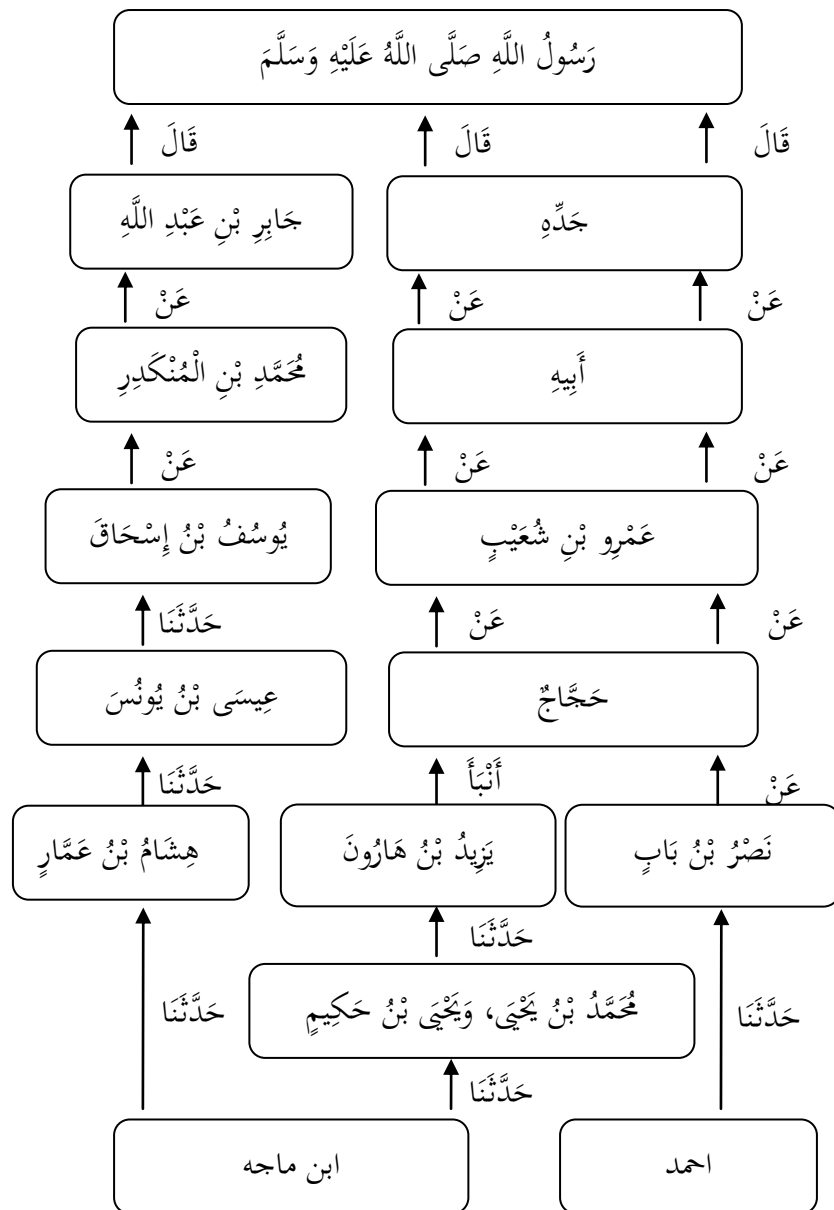 رَسُولُ اللَّهِ صَلَّى اللَّهُ عَلَيْهِ وَسَلَّمَ
قَالَ قَالَ قَالَ
جَدِّهِ جَابِرِ بْنِ عَبْدِ اللَّهِ
عَنْ عَنْ عَنْ
أَبِيهِ مُحَمَّدِ بْنِ الْمُنْكَدِرِ
عَنْ عَنْ عَنْ
عَمْرِو بْنِ شُعَيْبٍ يُوسُفُ بْنُ إِسْحَاقَ
عَنْ عَنْ حَدَّثَنَا
حَجَّاجٌ عِيسَى بْنُ يُونُسَ
عَنْ أَنْبَأَ حَدَّثَنَا
نَصْرُ بْنُ بَابٍ يَزِيدُ بْنُ هَارُونَ هِشَامُ بْنُ عَمَّارٍ
حَدَّثَنَا
مُحَمَّدُ بْنُ يَحْيَى، وَيَحْيَى بْنُ حَكِيمٍ
حَدَّثَنَا حَدَّثَنَا
حَدَّثَنَا
احمد ابن ماجه